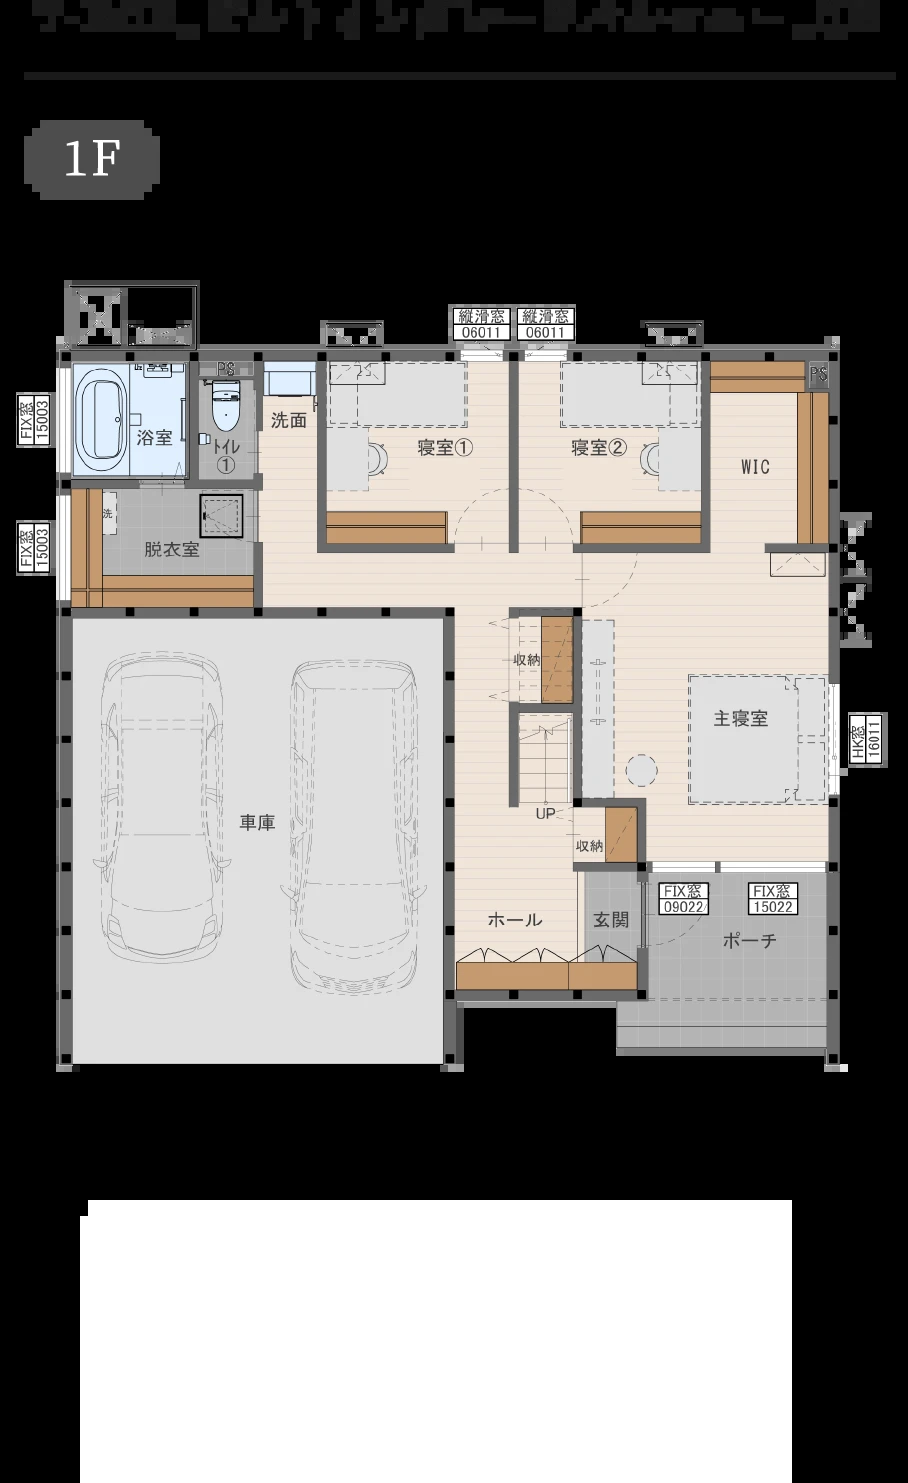 1F
縦滑窓
06011
縦滑窓
06011
PS
PS
FIX窓
15003
浴室
トイレ
①
洗面
寝室①
寝室②
WIC
FIX窓
15003
洗
脱衣室
収納
主寝室
HK窓
16011
車庫
UP
収納
FIX窓
09022
FIX窓
15022
ホール
玄関
ポーチ